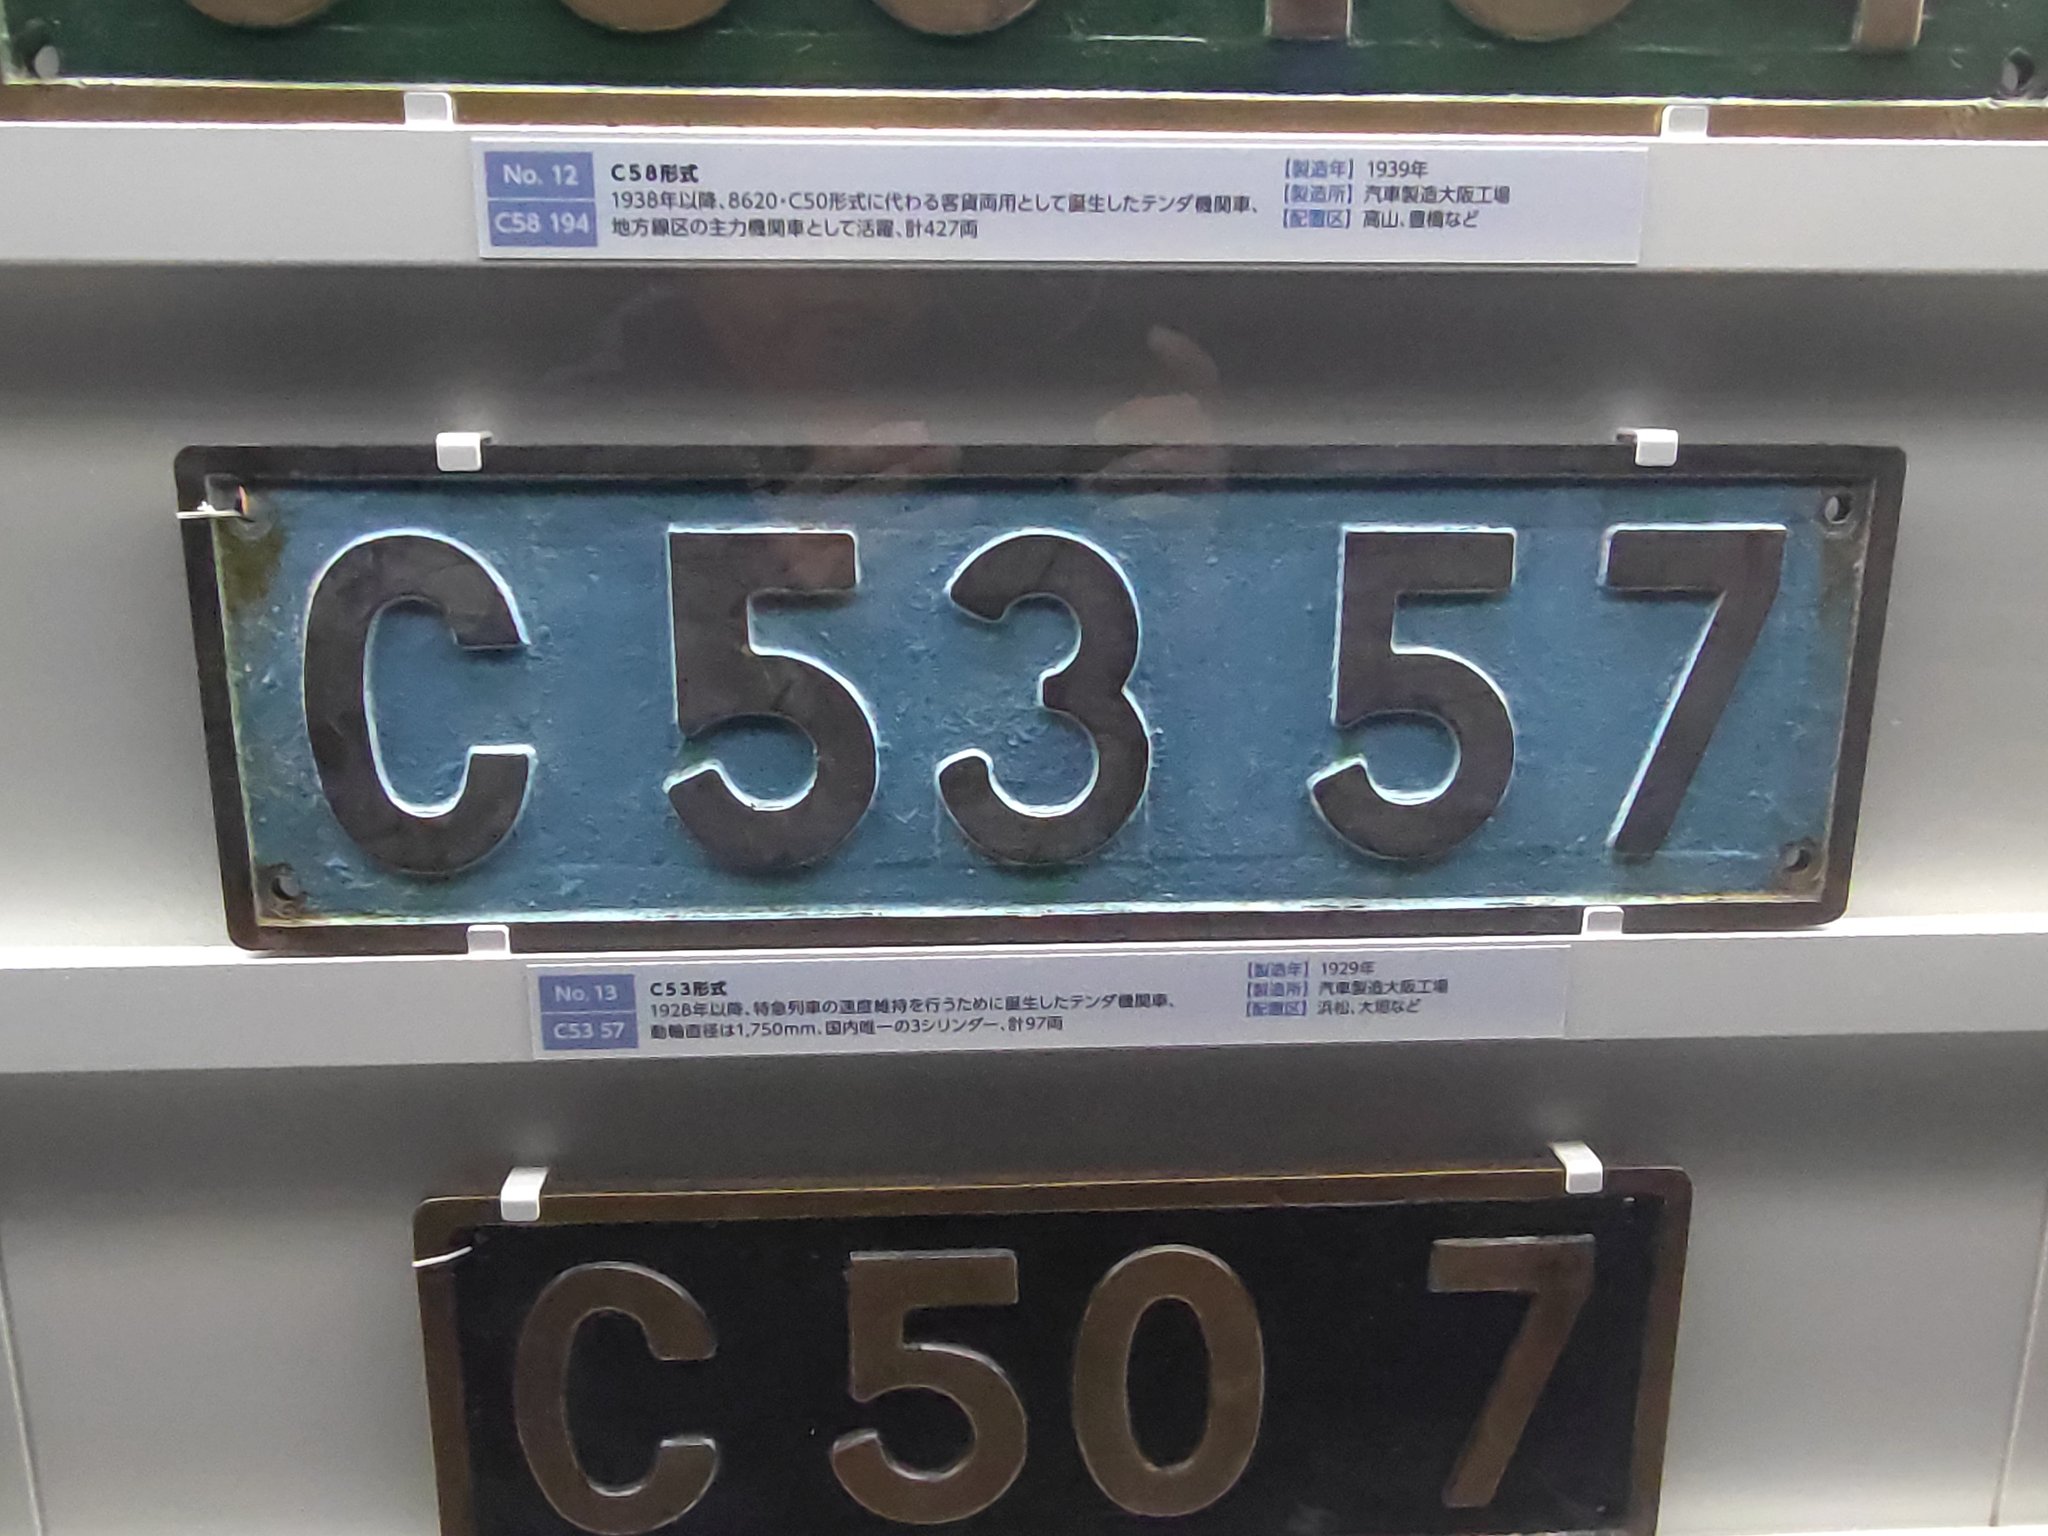 No. 12
C58 194
C58形式
1938年以降、8620・C50形式に代わる客貨両用として誕生したテンダ機関車、
地方線区の主力機関車として活躍、計427両
【製造年】 1939年
【製造所】 汽車製造大阪工場
【配置区】 高山、豊橋など
C53 57
No. 13
C53 57
C53形式
1928年以降、特急列車の速度維持を行うために誕生したテンダ機関車、
動輪直径は1,750mm、国内唯一の3シリンダー、計97両
【製造年】 1929年
【製造所】 汽車製造大阪工場
【配置区】 浜松、大垣など
C50 7